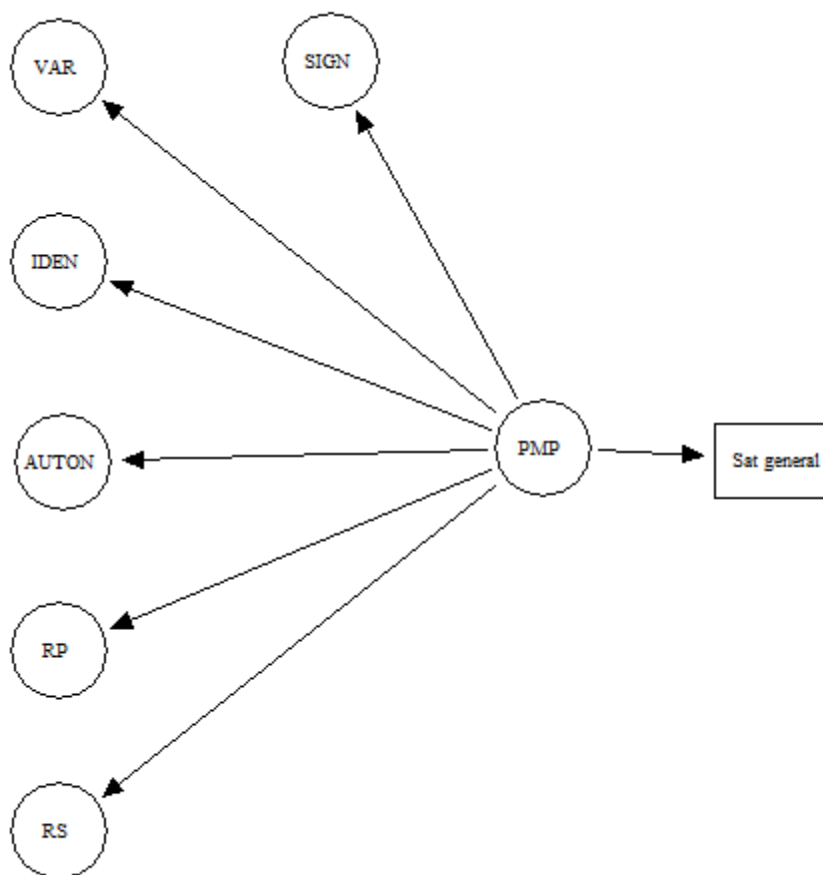 VAR
SIGN
IDEN
AUTON
PMP
Sat general
RP
RS